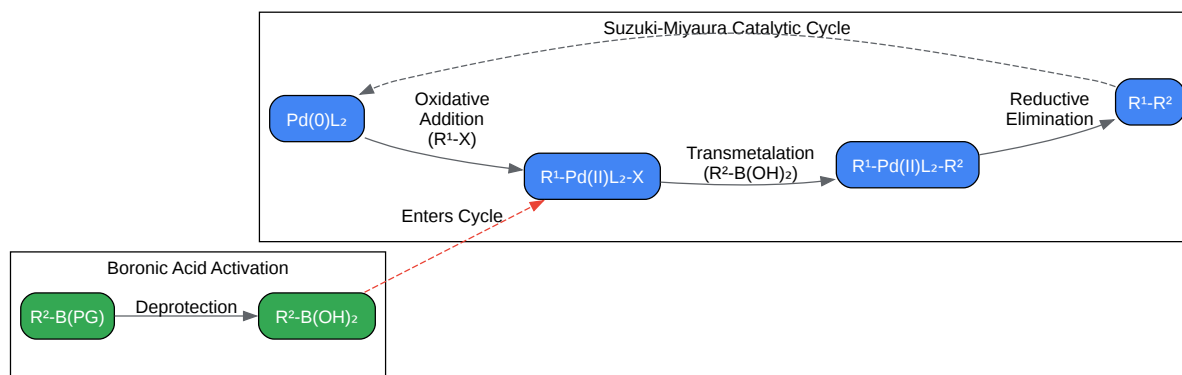 Suzuki-Miyaura Catalytic Cycle
Pd(0)L₂
Oxidative
Addition
(R¹-X)
R¹-Pd(II)L₂-X
Transmetalation
(R²-B(OH)₂)
R¹-Pd(II)L₂-R²
Reductive
Elimination
R¹-R²
Enters Cycle
Boronic Acid Activation
R²-B(PG)
Deprotection
R²-B(OH)₂